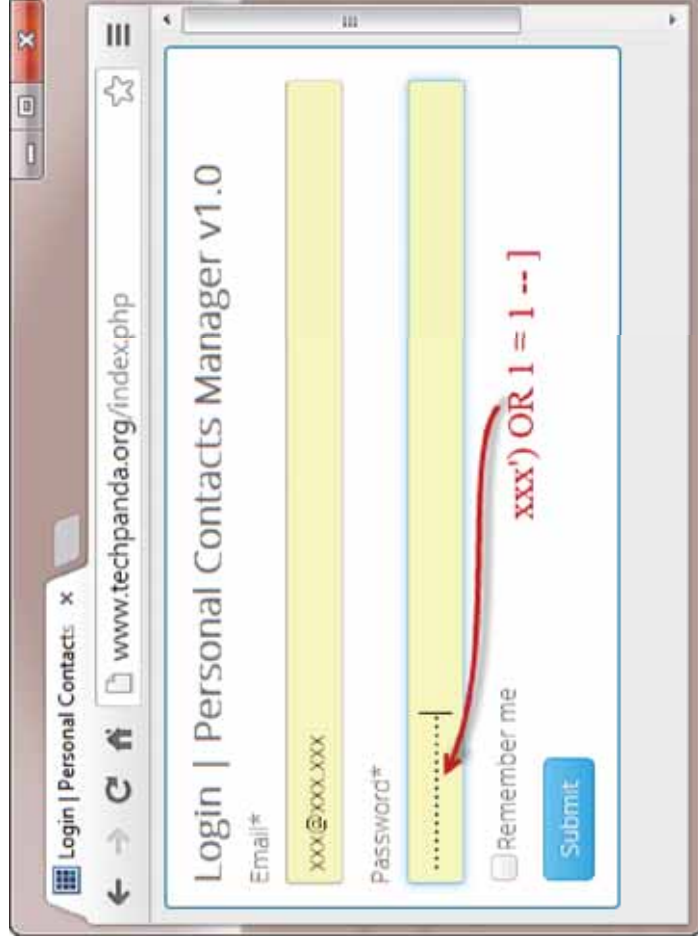 Login | Personal Contacts
www.techpanda.org/index.php
Login | Personal Contacts Manager v1.0
Email*
xxx@xxx.xxx
Password*
xxx') OR 1 = 1 -- ]
Remember me
Submit